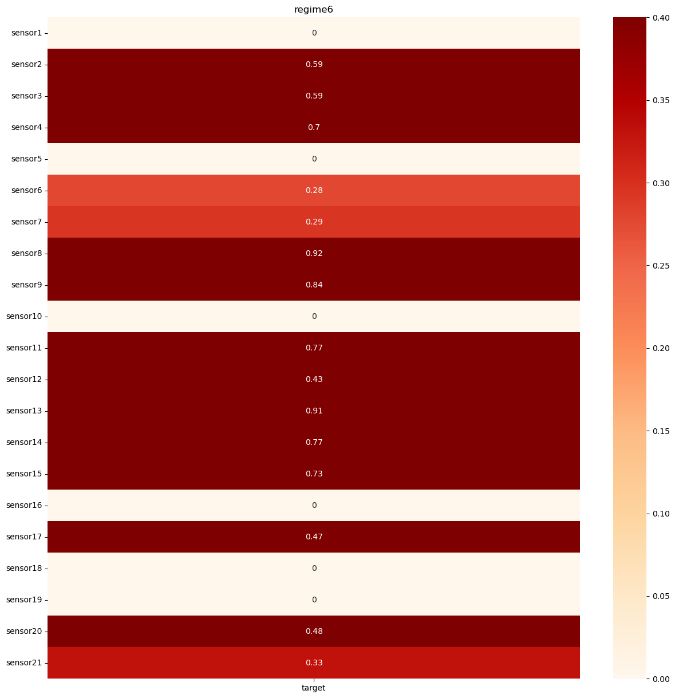 regime6
sensor1 0
sensor2 0.59
sensor3 0.59
sensor4 0.7
sensor5 0
sensor6 0.28
sensor7 0.29
sensor8 0.92
sensor9 0.84
sensor10 0
sensor11 0.77
sensor12 0.43
sensor13 0.91
sensor14 0.77
sensor15 0.73
sensor16 0
sensor17 0.47
sensor18 0
sensor19 0
sensor20 0.48
sensor21 0.33
target
0.40
0.35
0.30
0.25
0.20
0.15
0.10
0.05
0.00